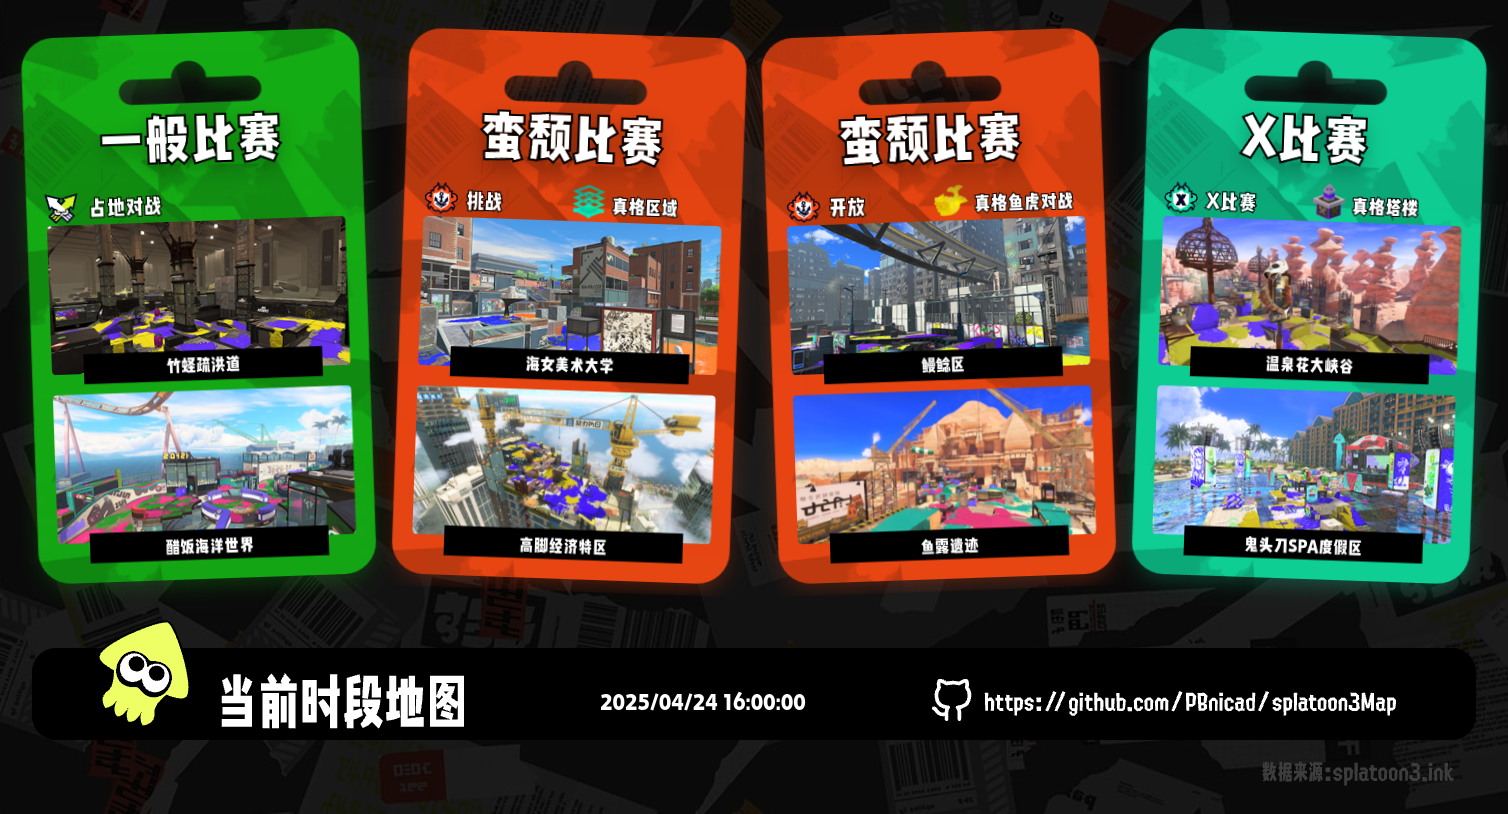 一般比赛
占地对战
竹蛏疏洪道
醋饭海洋世界
蛮颓比赛
挑战
真格区域
海女美术大学
高脚经济特区
蛮颓比赛
开放
真格鱼虎对战
鳗鲶区
鱼露遗迹
X比赛
X比赛
真格塔楼
温泉花大峡谷
鬼头刀SPA度假区
当前时段地图
2025/04/24 16:00:00
https://github.com/PBnicad/splatoon3Map
数据来源:splatoon3.ink